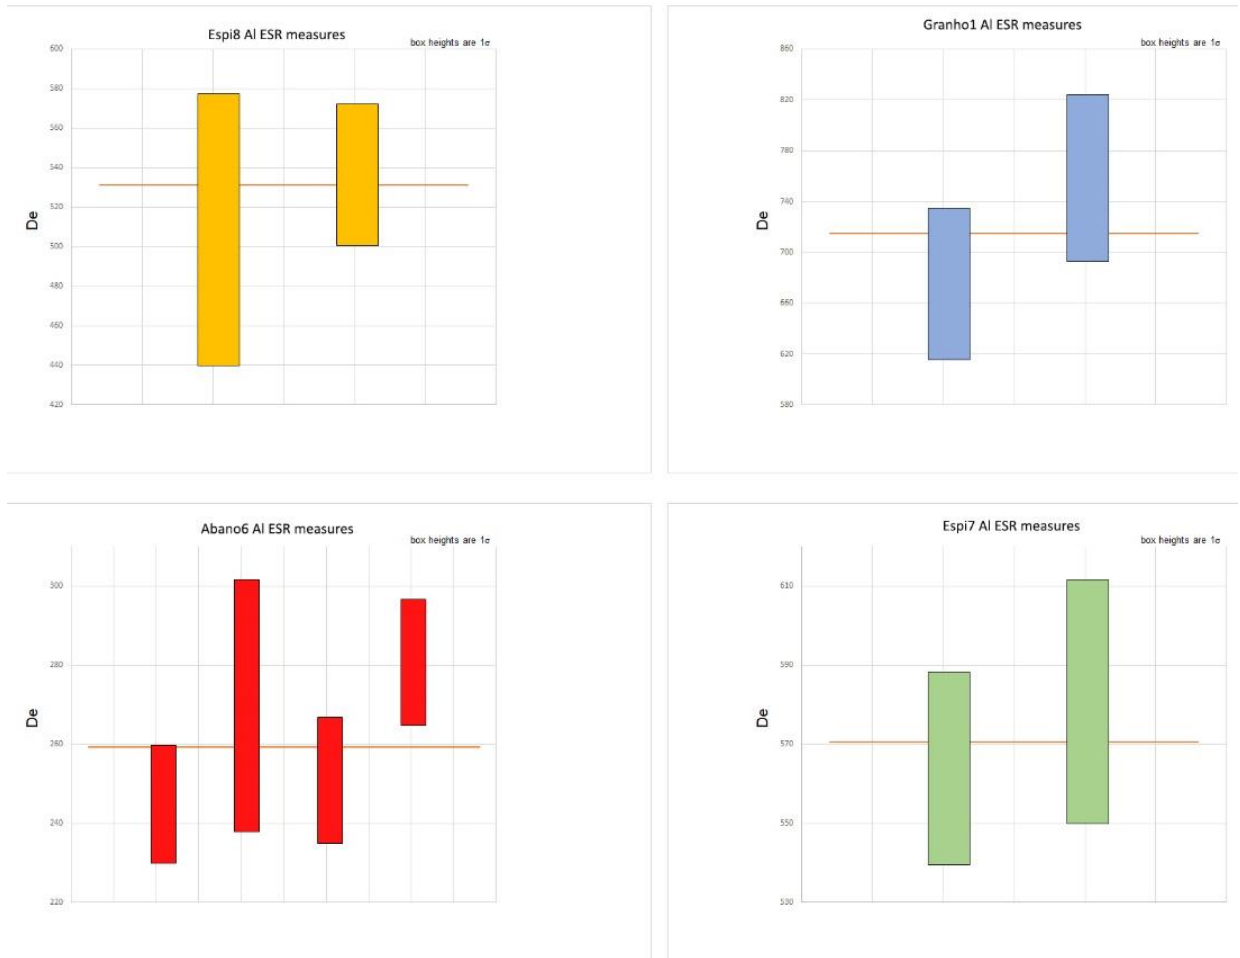 Espi8 Al ESR measures
box heights are 1σ
De
600
580
560
540
520
500
480
460
440
420
Granho1 Al ESR measures
box heights are 1σ
De
860
820
780
740
700
660
620
580
Abano6 Al ESR measures
box heights are 1σ
De
300
280
260
240
220
Espi7 Al ESR measures
box heights are 1σ
De
610
590
570
550
530